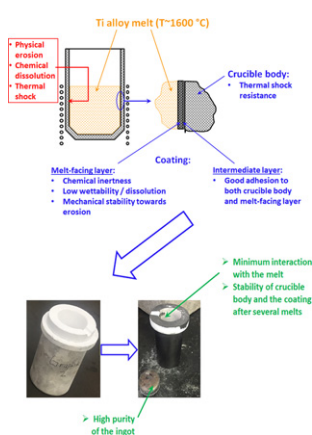 Ti alloy melt (T~1600 °C)
• Physical
erosion
• Chemical
dissolution
• Thermal
shock
Crucible body:
• Thermal shock
resistance
Coating:
Melt-facing layer:
• Chemical inertness
• Low wettability / dissolution
• Mechanical stability towards
erosion
Intermediate layer:
• Good adhesion to
both crucible body
and melt-facing layer
➢ Minimum interaction
with the melt
➢ Stability of crucible
body and the coating
after several melts
➢ High purity
of the ingot